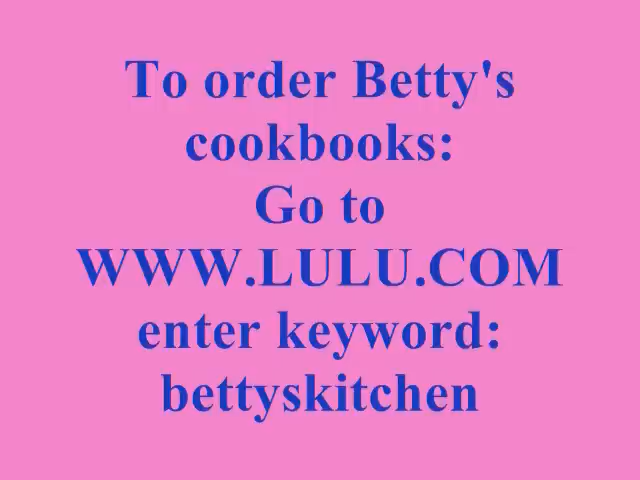 To order Betty's
cookbooks:
Go to
WWW.LULU.COM
enter keyword:
bettyskitchen